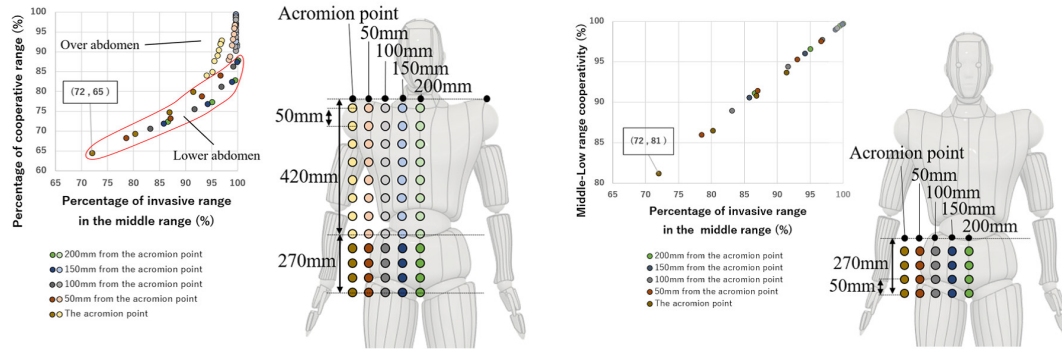 Percentage of cooperative range (%)
100
95
90
85
80
75
70
65
60
65
70
75
80
85
90
95
100
Over abdomen
(72 , 65)
Lower abdomen
Percentage of invasive range
in the middle range (%)
200mm from the acromion point
150mm from the acromion point
100mm from the acromion point
50mm from the acromion point
The acromion point
Acromion point
50mm
100mm
150mm
200mm
50mm
420mm
270mm
Middle-Low range cooperativity (%)
100
95
90
85
80
65
70
75
80
85
90
95
100
(72 , 81)
Percentage of invasive range
in the middle range (%)
200mm from the acromion point
150mm from the acromion point
100mm from the acromion point
50mm from the acromion point
The acromion point
Acromion point
50mm
100mm
150mm
200mm
270mm
50mm